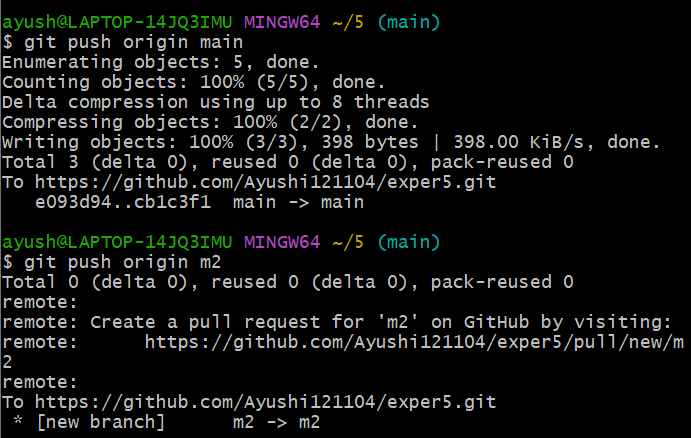 ayush@LAPTOP-14JQ3IMU MINGW64 ~/5 (main)
$ git push origin main
Enumerating objects: 5, done.
Counting objects: 100% (5/5), done.
Delta compression using up to 8 threads
Compressing objects: 100% (2/2), done.
Writing objects: 100% (3/3), 398 bytes | 398.00 KiB/s, done.
Total 3 (delta 0), reused 0 (delta 0), pack-reused 0
To https://github.com/Ayushi121104/exper5.git
   e093d94..cb1c3f1  main -> main

ayush@LAPTOP-14JQ3IMU MINGW64 ~/5 (main)
$ git push origin m2
Total 0 (delta 0), reused 0 (delta 0), pack-reused 0
remote:
remote: Create a pull request for 'm2' on GitHub by visiting:
remote:      https://github.com/Ayushi121104/exper5/pull/new/m
2
remote:
To https://github.com/Ayushi121104/exper5.git
 * [new branch]      m2 -> m2